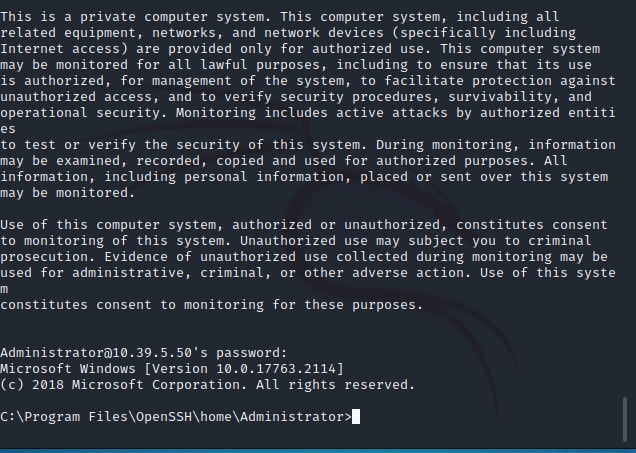 This is a private computer system. This computer system, including all
related equipment, networks, and network devices (specifically including
Internet access) are provided only for authorized use. This computer system
may be monitored for all lawful purposes, including to ensure that its use
is authorized, for management of the system, to facilitate protection against
unauthorized access, and to verify security procedures, survivability, and
operational security. Monitoring includes active attacks by authorized entiti
es
to test or verify the security of this system. During monitoring, information
may be examined, recorded, copied and used for authorized purposes. All
information, including personal information, placed or sent over this system
may be monitored.
Use of this computer system, authorized or unauthorized, constitutes consent
to monitoring of this system. Unauthorized use may subject you to criminal
prosecution. Evidence of unauthorized use collected during monitoring may be
used for administrative, criminal, or other adverse action. Use of this syste
m
constitutes consent to monitoring for these purposes.
Administrator@10.39.5.50's password:
Microsoft Windows [Version 10.0.17763.2114]
(c) 2018 Microsoft Corporation. All rights reserved.
C:\Program Files\OpenSSH\home\Administrator>